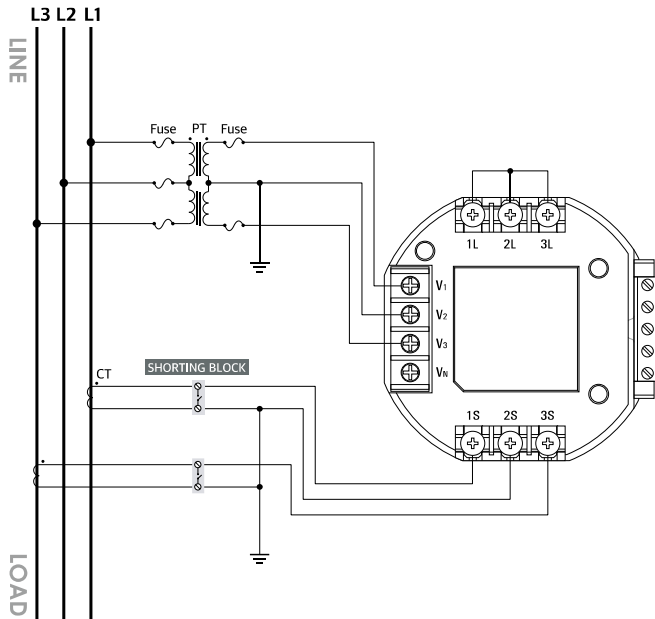 L3 L2 L1
LINE
Fuse PT Fuse
1L 2L 3L
V1
V2
V3
VN
CT
SHORTING BLOCK
1S 2S 3S
LOAD